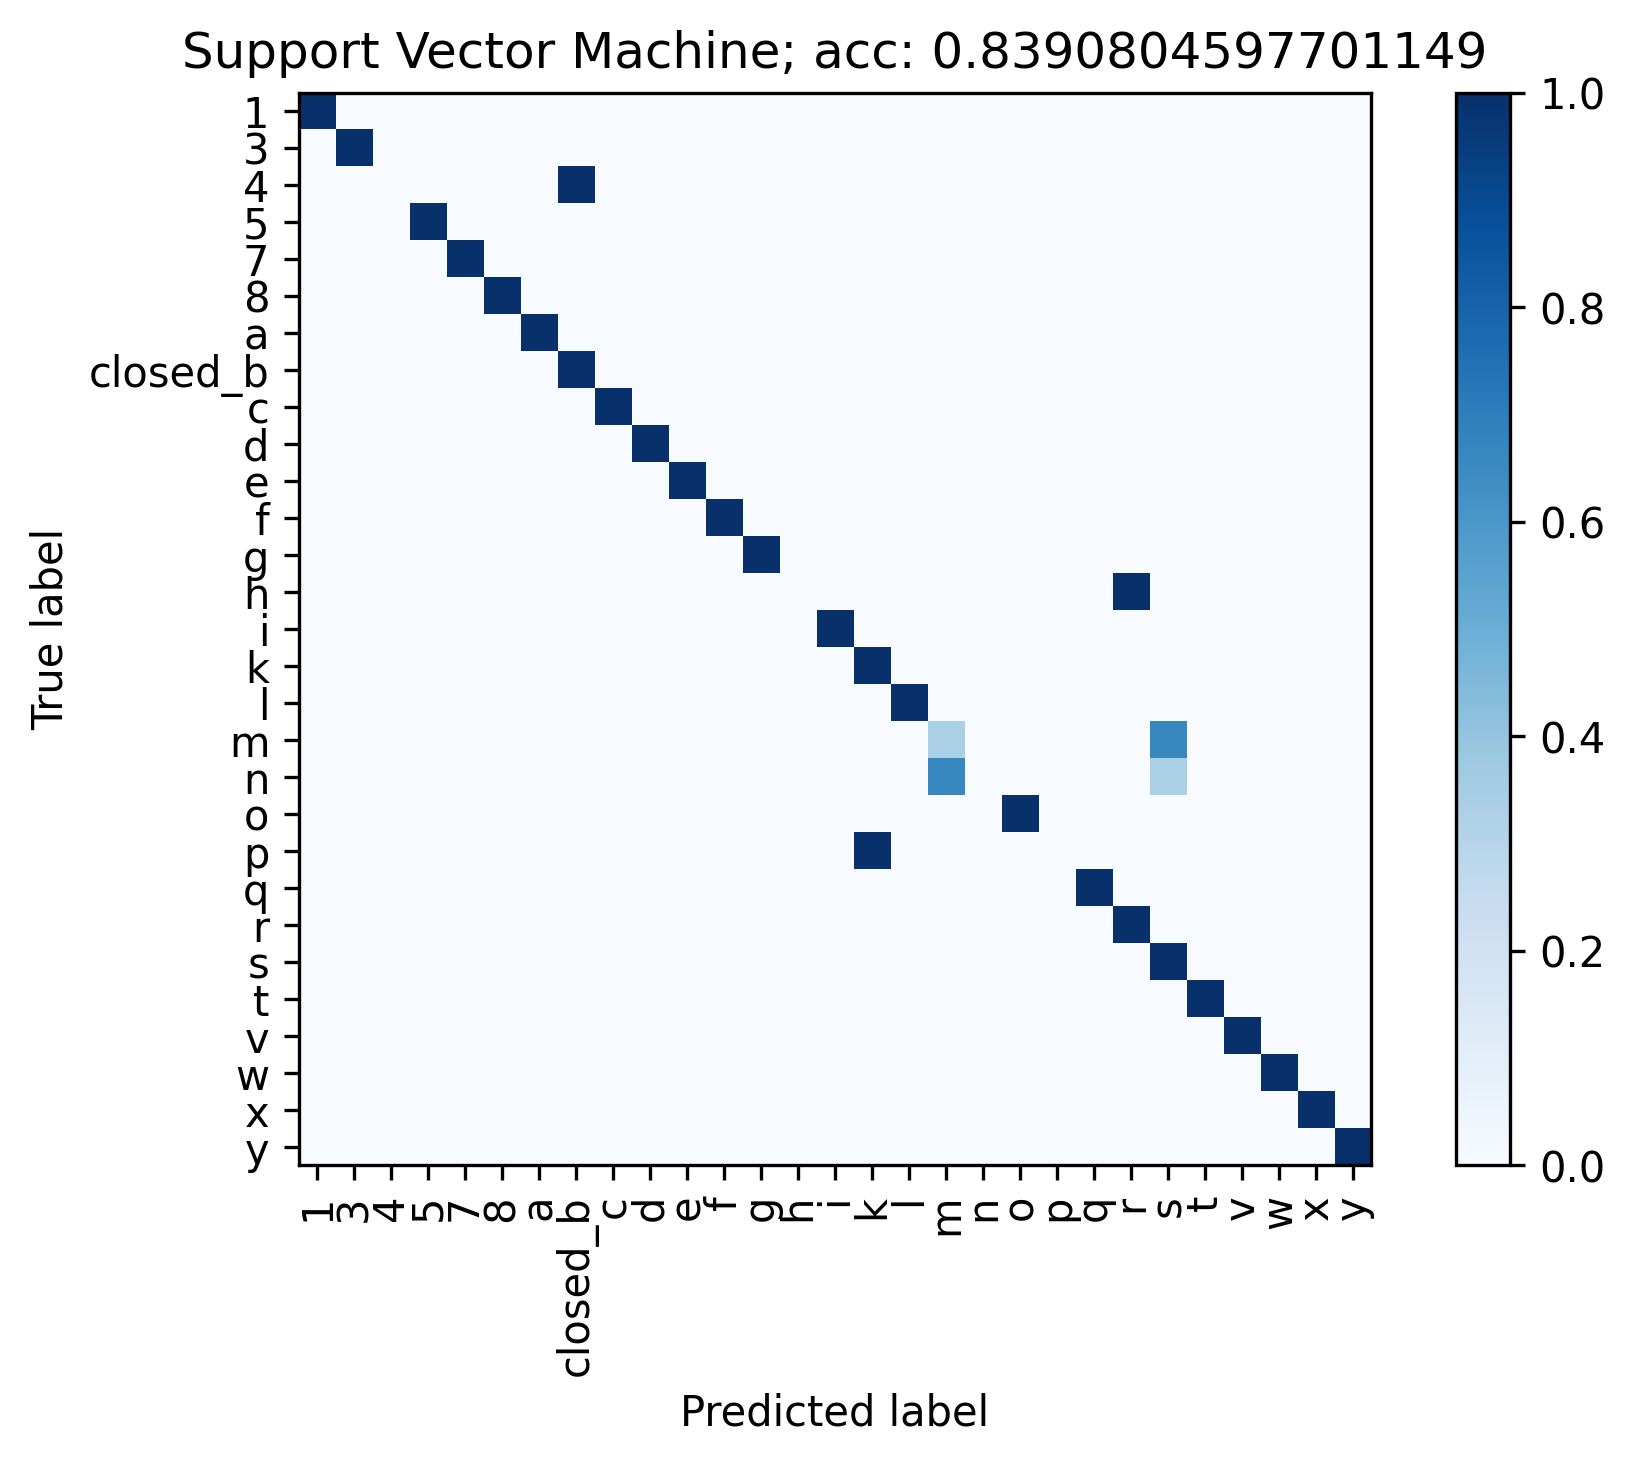 Support Vector Machine; acc: 0.8390804597701149
True label
1
3
4
5
7
8
a
closed_b
c
d
e
f
g
h
i
k
l
m
n
o
p
q
r
s
t
v
w
x
y
1 3 4 5 7 8 a closed_b c d e f g h i k l m n o p q r s t v w x y
Predicted label
1.0
0.8
0.6
0.4
0.2
0.0